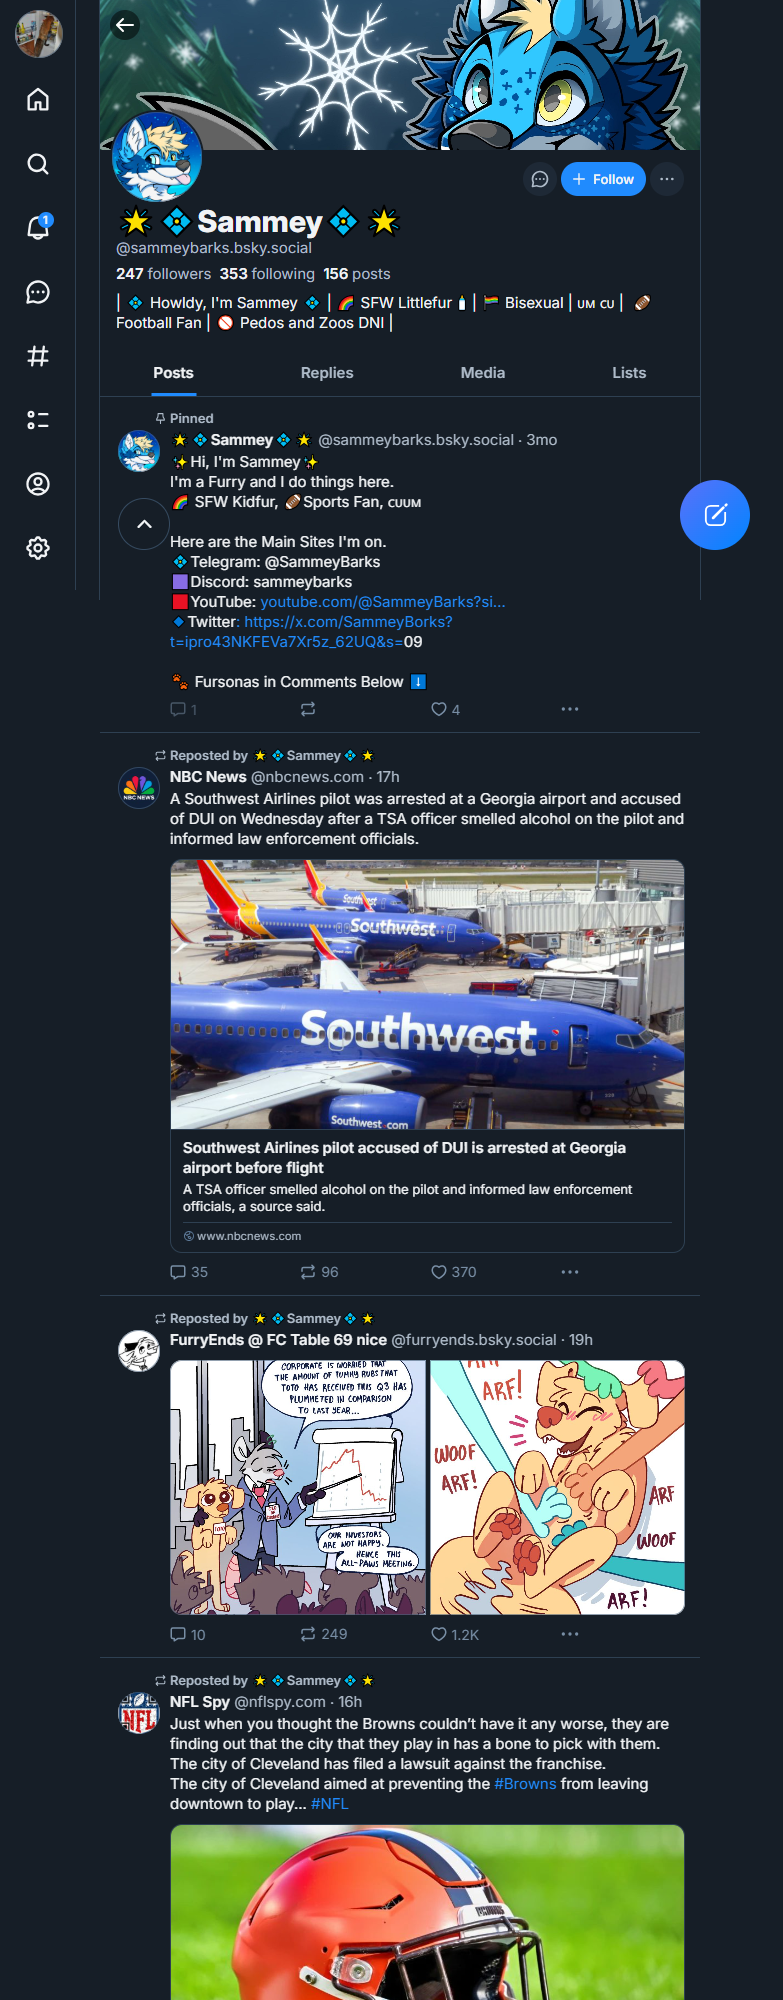 Follow
Sammey
@sammeybarks.bsky.social
247 followers 353 following 156 posts
| 💠 Howldy, I'm Sammey 💠 | 🌈 SFW Littlefur 🍼 | 🏴 Bisexual | ᴜᴍ ᴄᴜ | 🏈
Football Fan | 🚫 Pedos and Zoos DNI |
Posts Replies Media Lists
Pinned
Sammey @sammeybarks.bsky.social · 3mo
✨Hi, I'm Sammey✨
I'm a Furry and I do things here.
🌈 SFW Kidfur, 🏈Sports Fan, ᴄᴜᴜᴍ
Here are the Main Sites I'm on.
💠Telegram: @SammeyBarks
🟪Discord: sammeybarks
🟥YouTube: youtube.com/@SammeyBarks?si...
🔹Twitter: https://x.com/SammeyBorks?
t=ipro43NKFEVa7Xr5z_62UQ&s=09
🐾 Fursonas in Comments Below ⬇️
1 4
Reposted by Sammey
NBC News @nbcnews.com · 17h
NBC NEWS
A Southwest Airlines pilot was arrested at a Georgia airport and accused
of DUI on Wednesday after a TSA officer smelled alcohol on the pilot and
informed law enforcement officials.
Southwest
Southwest
Southwest
Southwest.com
Southwest Airlines pilot accused of DUI is arrested at Georgia
airport before flight
A TSA officer smelled alcohol on the pilot and informed law enforcement
officials, a source said.
www.nbcnews.com
35 96 370
Reposted by Sammey
FurryEnds @ FC Table 69 nice @furryends.bsky.social · 19h
CORPORATE IS WORRIED THAT
THE AMOUNT OF TUMMY RUBS THAT
TOTO HAS RECEIVED THIS Q3 HAS
PLUMMETED IN COMPARISON
TO LAST YEAR...
OUR INVESTORS
ARE NOT HAPPY.
HENCE THIS
ALL-PAWS MEETING.
ARF!
WOOF
ARF!
ARF
WOOF
ARF!
10 249 1.2K
Reposted by Sammey
NFL Spy @nflspy.com · 16h
NFL
Just when you thought the Browns couldn't have it any worse, they are
finding out that the city that they play in has a bone to pick with them.
The city of Cleveland has filed a lawsuit against the franchise.
The city of Cleveland aimed at preventing the #Browns from leaving
downtown to play... #NFL